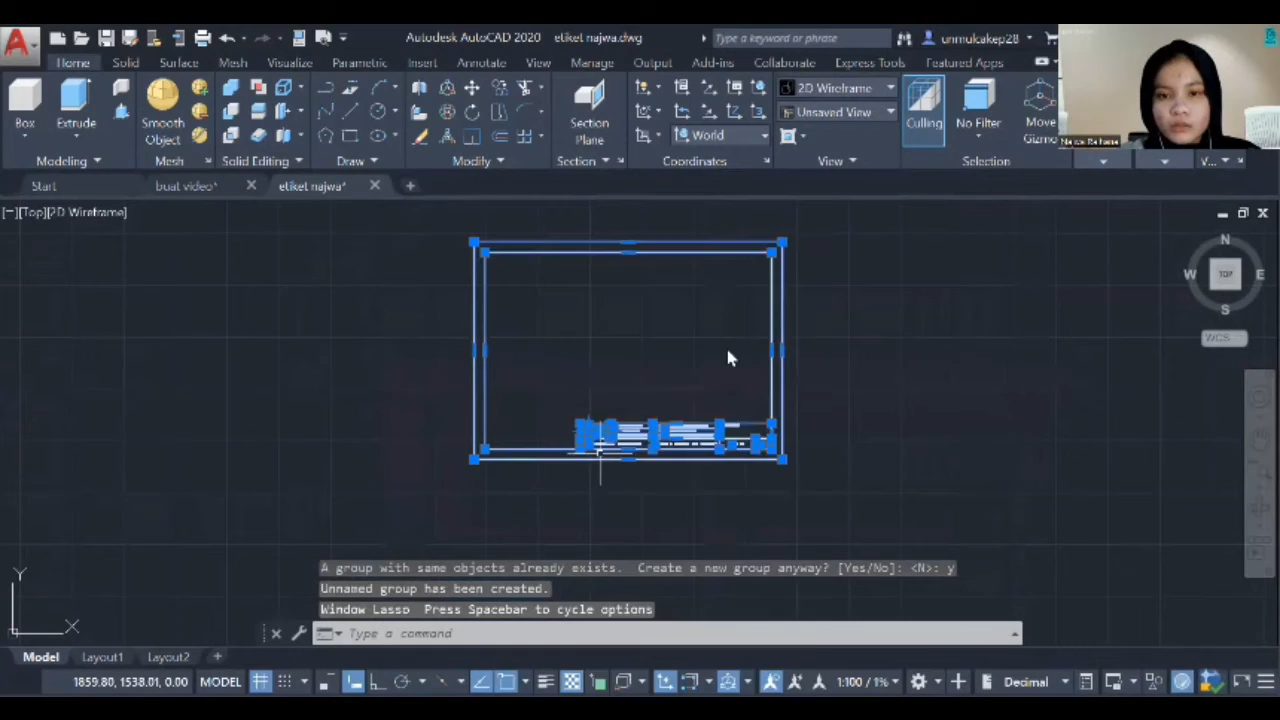 Autodesk AutoCAD 2020 etiket najwa.dwg
Type a keyword or phrase
unmulcakep28
Home Solid Surface Mesh Visualize Parametric Insert Annotate View Manage Output Add-ins Collaborate Express Tools Featured Apps
Box Extrude Smooth Object Section Plane World 2D Wireframe Unsaved View Culling No Filter Move Gizmo
Modeling Mesh Solid Editing Draw Modify Section Coordinates View Selection V...
Start buat video* etiket najwa*
[−][Top][2D Wireframe]
N
W TOP E
S
WCS
A group with same objects already exists. Create a new group anyway? [Yes/No]: <N>: y
Unnamed group has been created.
Window Lasso Press Spacebar to cycle options
Type a command
Y
X
Model Layout1 Layout2 +
1859.80, 1538.01, 0.00 MODEL 1:100 / 1% Decimal